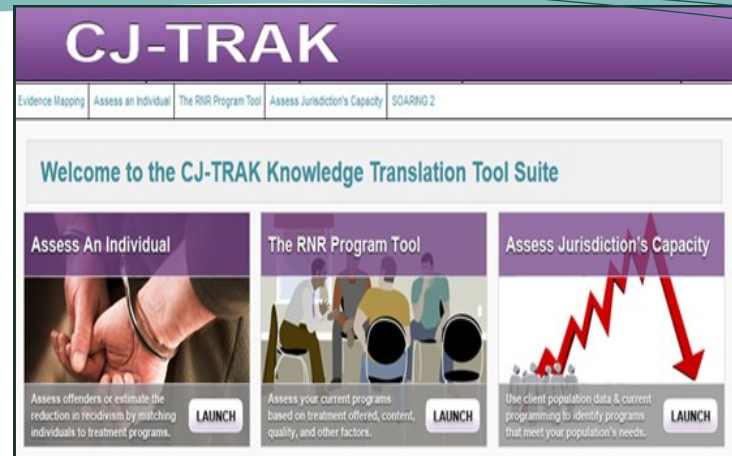 CJ-TRAK
Evidence Mapping Assess an Individual The RNR Program Tool Assess Jurisdiction's Capacity SOARING 2
Welcome to the CJ-TRAK Knowledge Translation Tool Suite
Assess An Individual
Assess offenders or estimate the
reduction in recidivism by matching
individuals to treatment programs.
LAUNCH
The RNR Program Tool
Assess your current programs
based on treatment offered, content,
quality, and other factors.
LAUNCH
Assess Jurisdiction's Capacity
Use client population data & current
programming to identify programs
that meet your population's needs.
LAUNCH